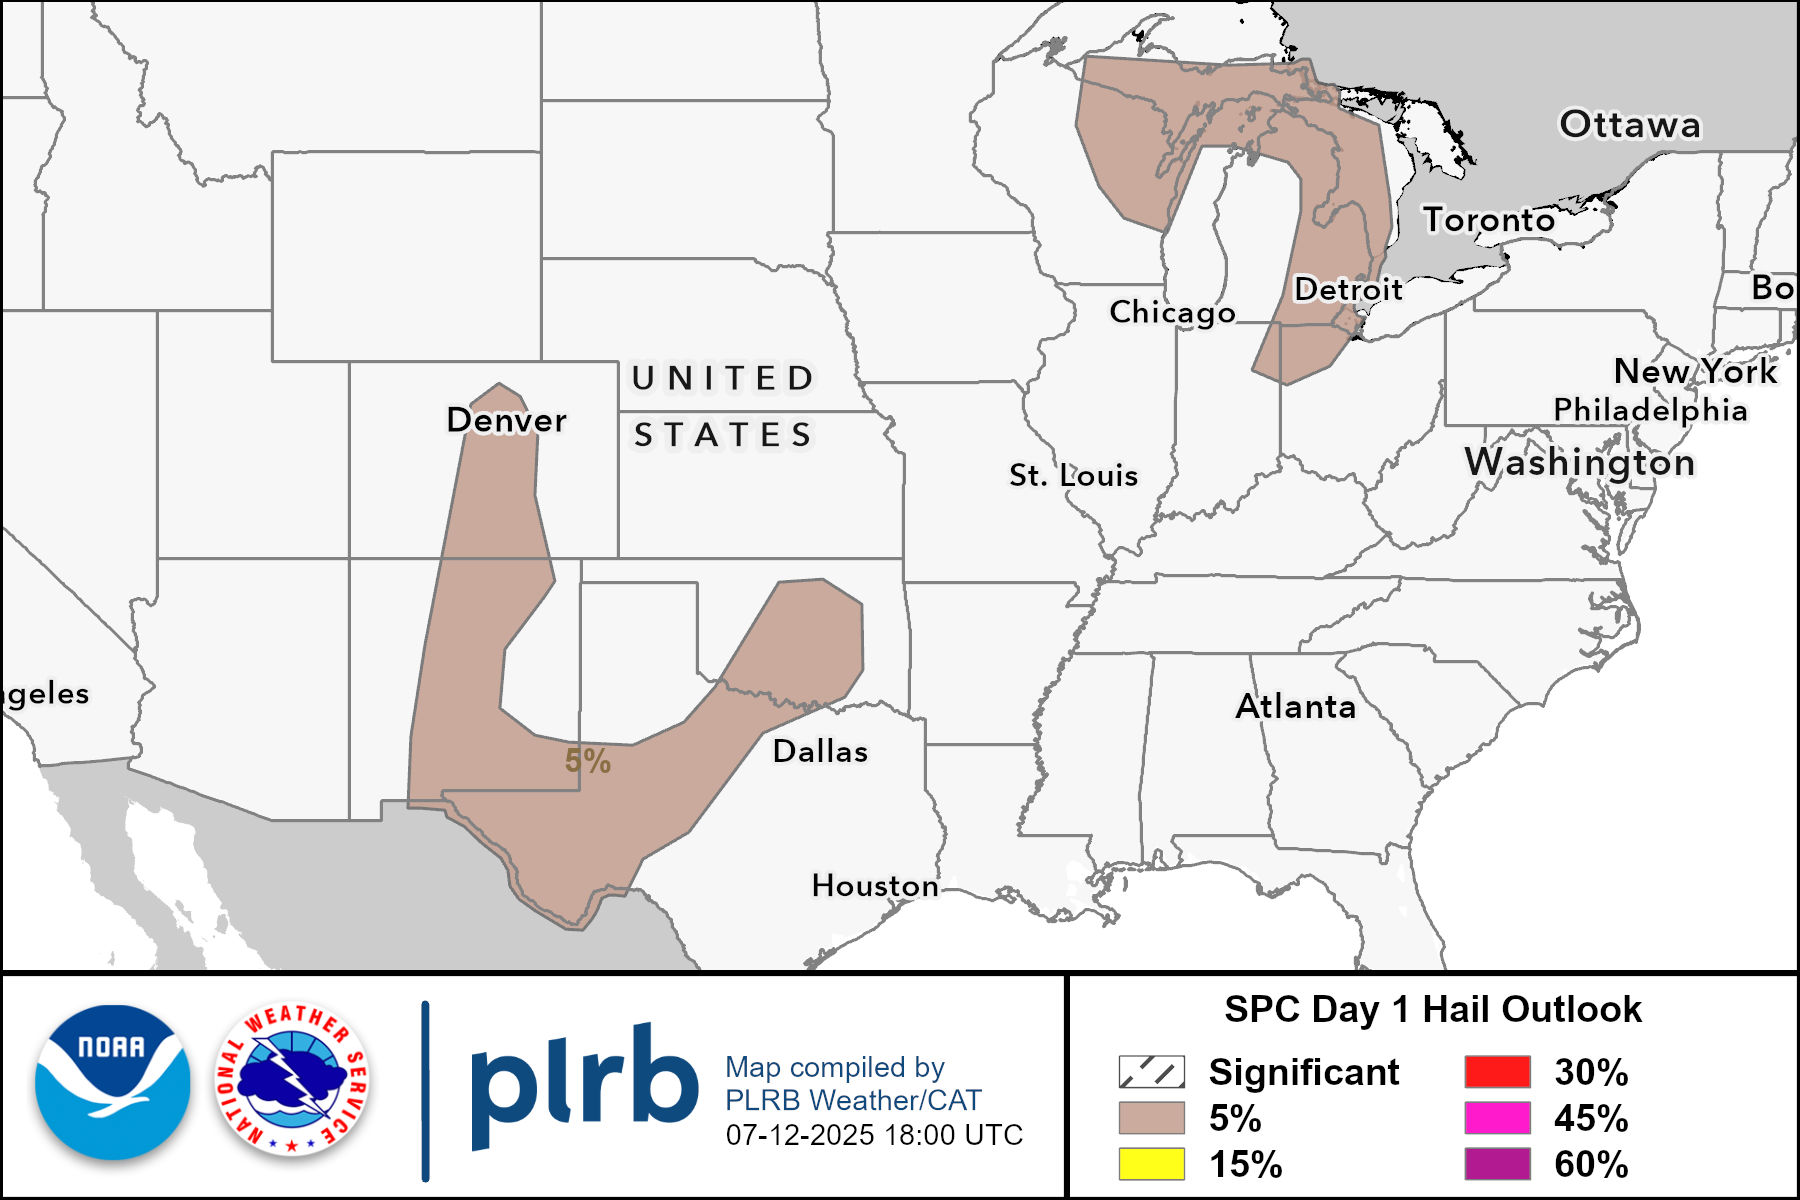 Ottawa
Toronto
Detroit
Bo
Chicago
New York
UNITED
Philadelphia
Denver
STATES
Washington
St. Louis
geles
Atlanta
Dallas
5%
Houston
NOAA
NATIONAL WEATHER SERVICE
plrb
Map compiled by
PLRB Weather/CAT
07-12-2025 18:00 UTC
SPC Day 1 Hail Outlook
Significant
30%
5%
45%
15%
60%